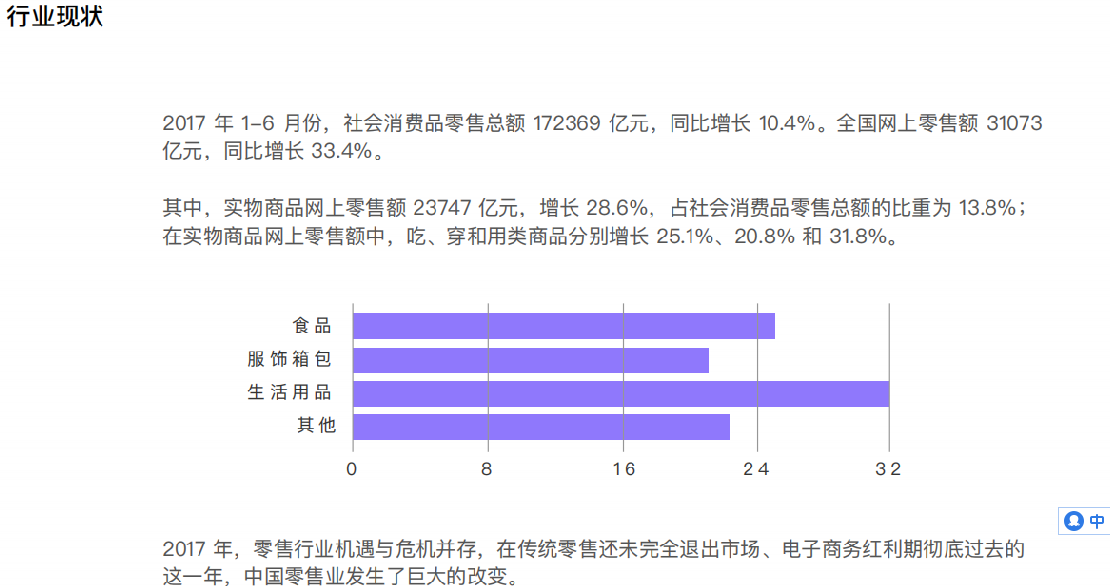 行业现状
2017 年 1-6 月份，社会消费品零售总额 172369 亿元，同比增长 10.4%。全国网上零售额 31073
亿元，同比增长 33.4%。
其中，实物商品网上零售额 23747 亿元，增长 28.6%，占社会消费品零售总额的比重为 13.8%；
在实物商品网上零售额中，吃、穿和用类商品分别增长 25.1%、20.8% 和 31.8%。
食品
服饰箱包
生活用品
其他
0 8 16 24 32
中
2017 年，零售行业机遇与危机并存，在传统零售还未完全退出市场、电子商务红利期彻底过去的
这一年，中国零售业发生了巨大的改变。